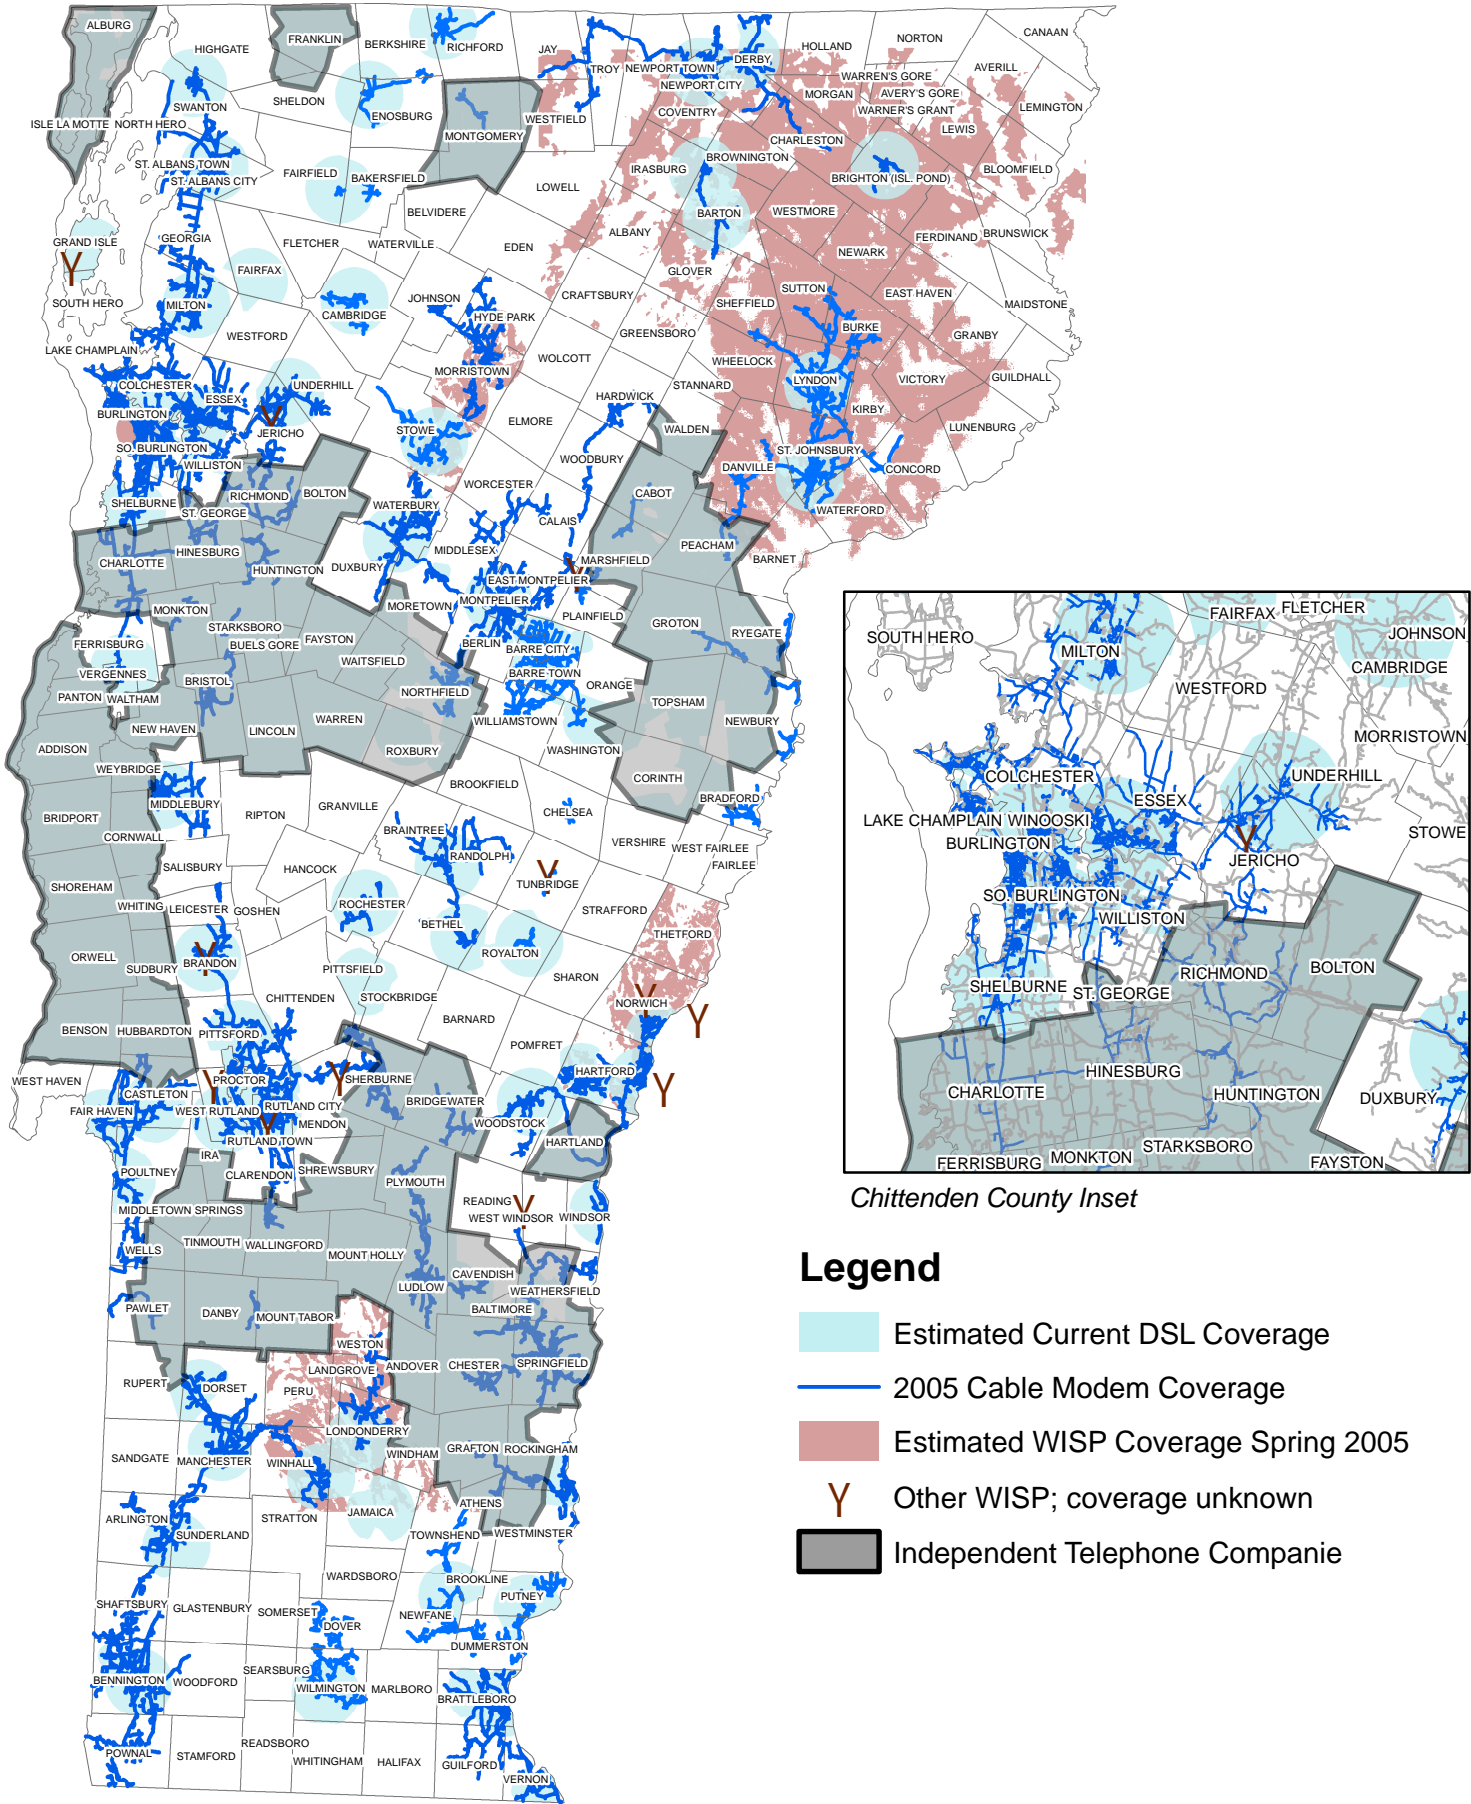 ALBURG
HIGHGATE
FRANKLIN
BERKSHIRE
RICHFORD
JAY
TROY
NEWPORT TOWN
DERBY
HOLLAND
NORTON
CANAAN
NEWPORT CITY
WARREN'S GORE
AVERILL
MORGAN
AVERY'S GORE
SWANTON
SHELDON
ENOSBURG
COVENTRY
WARNER'S GRANT
LEMINGTON
ISLE LA MOTTE
NORTH HERO
MONTGOMERY
WESTFIELD
CHARLESTON
LEWIS
ST. ALBANS TOWN
ST. ALBANS CITY
FAIRFIELD
BAKERSFIELD
LOWELL
IRASBURG
BROWNINGTON
BRIGHTON (ISL. POND)
BLOOMFIELD
BELVIDERE
BARTON
WESTMORE
GRAND ISLE
GEORGIA
FLETCHER
WATERVILLE
EDEN
ALBANY
NEWARK
FERDINAND
BRUNSWICK
FAIRFAX
GLOVER
SOUTH HERO
MILTON
CAMBRIDGE
JOHNSON
HYDE PARK
CRAFTSBURY
SHEFFIELD
SUTTON
EAST HAVEN
MAIDSTONE
WESTFORD
GREENSBORO
BURKE
GRANBY
LAKE CHAMPLAIN
WOLCOTT
WHEELOCK
COLCHESTER
UNDERHILL
MORRISTOWN
STANNARD
LYNDON
VICTORY
GUILDHALL
ESSEX
HARDWICK
BURLINGTON
JERICHO
STOWE
ELMORE
WALDEN
KIRBY
LUNENBURG
SO. BURLINGTON
WILLISTON
WOODBURY
DANVILLE
ST. JOHNSBURY
CONCORD
SHELBURNE
RICHMOND
BOLTON
WORCESTER
CABOT
ST. GEORGE
WATERBURY
CALAIS
WATERFORD
CHARLOTTE
HINESBURG
HUNTINGTON
DUXBURY
MIDDLESEX
MARSHFIELD
PEACHAM
BARNET
EAST MONTPELIER
MONKTON
MORETOWN
MONTPELIER
PLAINFIELD
FERRISBURG
STARKSBORO
BUELS GORE
FAYSTON
BERLIN
BARRE CITY
GROTON
RYEGATE
VERGENNES
WAITSFIELD
BARRE TOWN
PANTON
WALTHAM
BRISTOL
NORTHFIELD
ORANGE
TOPSHAM
NEW HAVEN
LINCOLN
WARREN
WILLIAMSTOWN
NEWBURY
ADDISON
ROXBURY
WASHINGTON
WEYBRIDGE
CORINTH
MIDDLEBURY
BROOKFIELD
BRADFORD
BRIDPORT
RIPTON
GRANVILLE
CHELSEA
CORNWALL
BRAINTREE
VERSHIRE
WEST FAIRLEE
SALISBURY
HANCOCK
RANDOLPH
FAIRLEE
SHOREHAM
TUNBRIDGE
WHITING
LEICESTER
GOSHEN
ROCHESTER
BETHEL
STRAFFORD
THETFORD
ORWELL
SUDBURY
BRANDON
PITTSFIELD
ROYALTON
SHARON
CHITTENDEN
STOCKBRIDGE
NORWICH
BENSON
HUBBARDTON
PITTSFORD
BARNARD
POMFRET
WEST HAVEN
CASTLETON
PROCTOR
SHERBURNE
BRIDGEWATER
HARTFORD
FAIR HAVEN
WEST RUTLAND
RUTLAND CITY
MENDON
WOODSTOCK
HARTLAND
RUTLAND TOWN
IRA
POULTNEY
CLARENDON
SHREWSBURY
PLYMOUTH
READING
MIDDLETOWN SPRINGS
WEST WINDSOR
WINDSOR
WELLS
TINMOUTH
WALLINGFORD
MOUNT HOLLY
LUDLOW
CAVENDISH
WEATHERSFIELD
PAWLET
DANBY
MOUNT TABOR
BALTIMORE
WESTON
RUPERT
DORSET
PERU
LANDGROVE
ANDOVER
CHESTER
SPRINGFIELD
SANDGATE
MANCHESTER
WINHALL
LONDONDERRY
WINDHAM
GRAFTON
ROCKINGHAM
ARLINGTON
SUNDERLAND
STRATTON
JAMAICA
ATHENS
TOWNSHEND
WESTMINSTER
WARDSBORO
BROOKLINE
SHAFTSBURY
GLASTENBURY
SOMERSET
DOVER
NEWFANE
PUTNEY
DUMMERSTON
BENNINGTON
WOODFORD
SEARSBURG
WILMINGTON
MARLBORO
BRATTLEBORO
POWNAL
STAMFORD
READSBORO
WHITINGHAM
HALIFAX
GUILFORD
VERNON
SOUTH HERO
FAIRFAX
FLETCHER
JOHNSON
MILTON
CAMBRIDGE
WESTFORD
MORRISTOWN
COLCHESTER
UNDERHILL
ESSEX
LAKE CHAMPLAIN
WINOOSKI
STOWE
BURLINGTON
JERICHO
SO. BURLINGTON
WILLISTON
SHELBURNE
ST. GEORGE
RICHMOND
BOLTON
CHARLOTTE
HINESBURG
HUNTINGTON
DUXBURY
FERRISBURG
MONKTON
STARKSBORO
FAYSTON
Chittenden County Inset
Legend
Estimated Current DSL Coverage
2005 Cable Modem Coverage
Estimated WISP Coverage Spring 2005
Other WISP; coverage unknown
Independent Telephone Companie